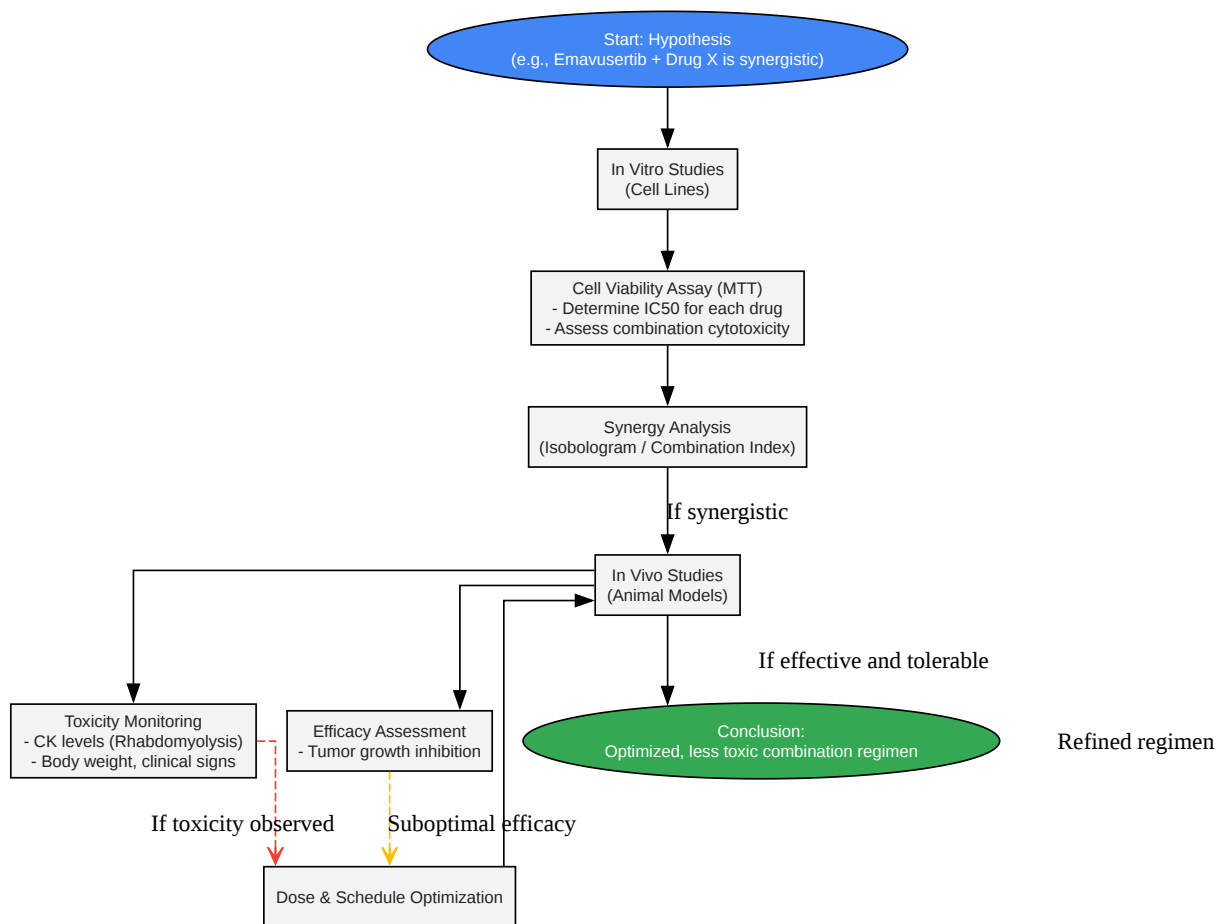 Start: Hypothesis
(e.g., Emavusertib + Drug X is synergistic)
In Vitro Studies
(Cell Lines)
Cell Viability Assay (MTT)
- Determine IC50 for each drug
- Assess combination cytotoxicity
Synergy Analysis
(Isobologram / Combination Index)
If synergistic
In Vivo Studies
(Animal Models)
If effective and tolerable
Toxicity Monitoring
- CK levels (Rhabdomyolysis)
- Body weight, clinical signs
Efficacy Assessment
- Tumor growth inhibition
Conclusion:
Optimized, less toxic combination regimen
Refined regimen
If toxicity observed
Suboptimal efficacy
Dose & Schedule Optimization